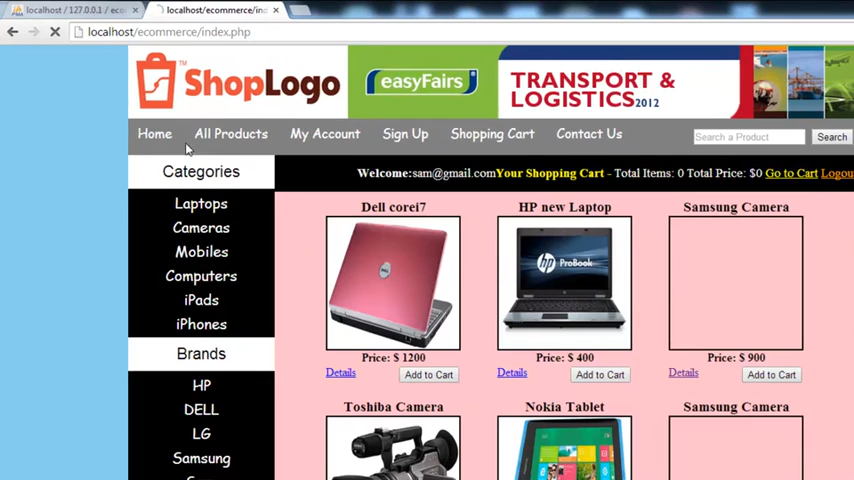 localhost / 127.0.0.1 / eco
localhost/ecommerce/ind
localhost/ecommerce/index.php
ShopLogo
TM
easyFairs
TRANSPORT &
LOGISTICS2012
Home
All Products
My Account
Sign Up
Shopping Cart
Contact Us
Search a Product
Search
Categories
Welcome:sam@gmail.comYour Shopping Cart - Total Items: 0 Total Price: $0 Go to Cart Logou
Laptops
Cameras
Mobiles
Computers
iPads
iPhones
Brands
HP
DELL
LG
Samsung
Dell corei7
HP new Laptop
Samsung Camera
hp ProBook
Price: $ 1200
Price: $ 400
Price: $ 900
Details
Add to Cart
Details
Add to Cart
Details
Add to Cart
Toshiba Camera
Nokia Tablet
Samsung Camera